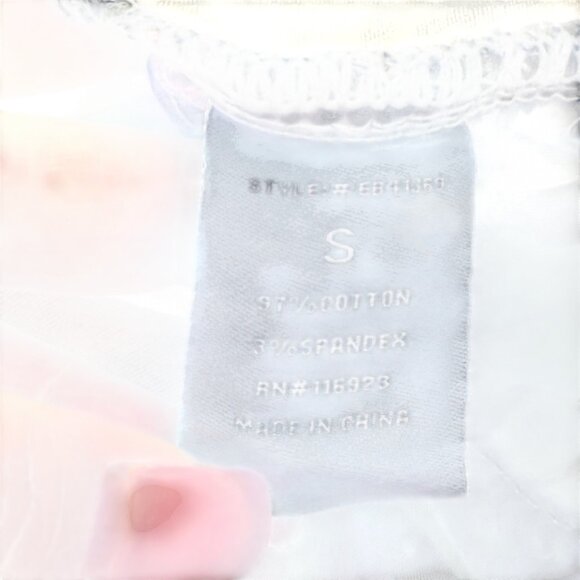 STYLE-#
S
97%COTTON
3%SPANDEX
RN#116923
MADE IN CHINA